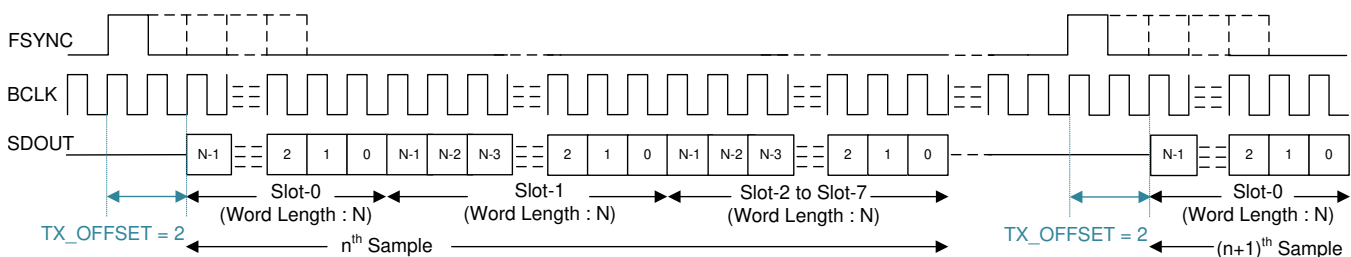 FSYNC
BCLK
SDOUT N-1 2 1 0 N-1 N-2 N-3 2 1 0 N-1 N-2 N-3 2 1 0 N-1 2 1 0
Slot-0 Slot-1 Slot-2 to Slot-7 Slot-0
(Word Length : N) (Word Length : N) (Word Length : N) (Word Length : N)
TX_OFFSET = 2 TX_OFFSET = 2
nth Sample (n+1)th Sample